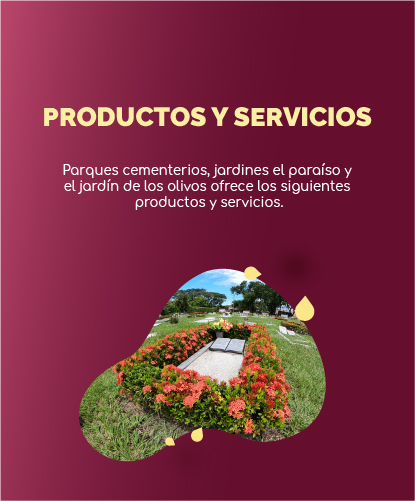 PRODUCTOS Y SERVICIOS
Parques cementerios, jardines el paraíso y
el jardín de los olivos ofrece los siguientes
productos y servicios.